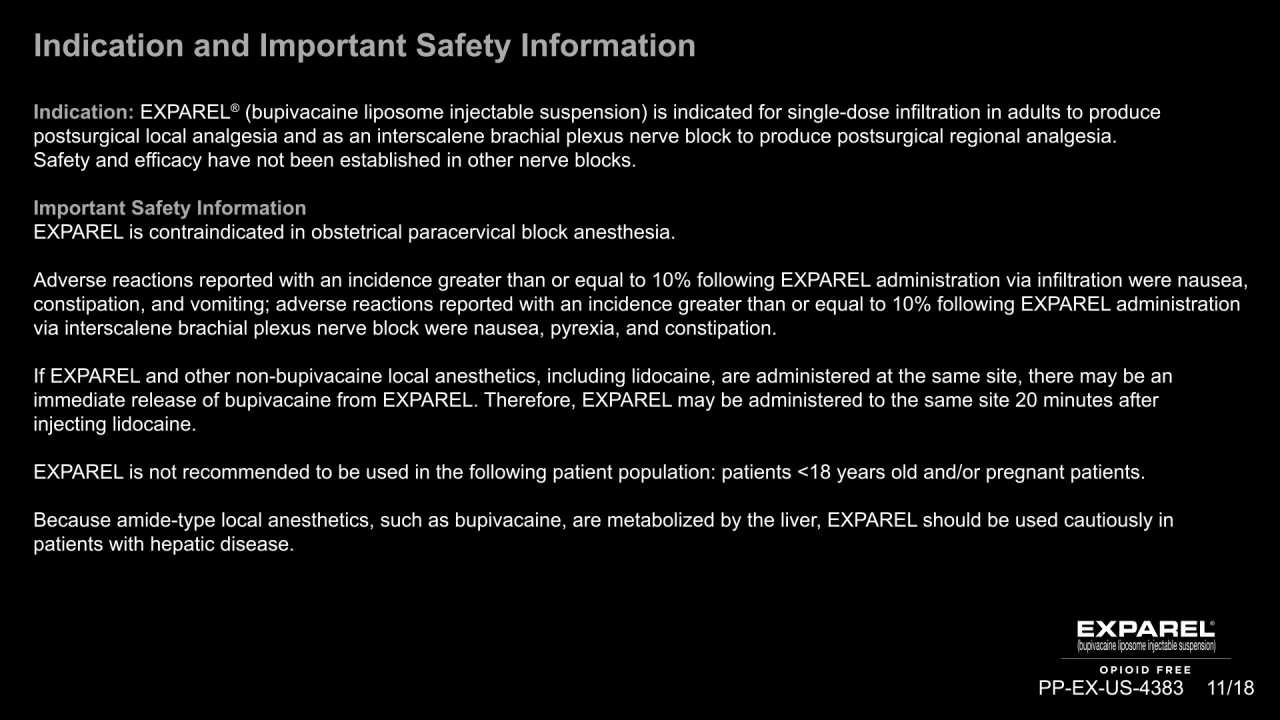 Indication and Important Safety Information
Indication: EXPAREL® (bupivacaine liposome injectable suspension) is indicated for single-dose infiltration in adults to produce
postsurgical local analgesia and as an interscalene brachial plexus nerve block to produce postsurgical regional analgesia.
Safety and efficacy have not been established in other nerve blocks.
Important Safety Information
EXPAREL is contraindicated in obstetrical paracervical block anesthesia.
Adverse reactions reported with an incidence greater than or equal to 10% following EXPAREL administration via infiltration were nausea,
constipation, and vomiting; adverse reactions reported with an incidence greater than or equal to 10% following EXPAREL administration
via interscalene brachial plexus nerve block were nausea, pyrexia, and constipation.
If EXPAREL and other non-bupivacaine local anesthetics, including lidocaine, are administered at the same site, there may be an
immediate release of bupivacaine from EXPAREL. Therefore, EXPAREL may be administered to the same site 20 minutes after
injecting lidocaine.
EXPAREL is not recommended to be used in the following patient population: patients <18 years old and/or pregnant patients.
Because amide-type local anesthetics, such as bupivacaine, are metabolized by the liver, EXPAREL should be used cautiously in
patients with hepatic disease.
EXPAREL®
(bupivacaine liposome injectable suspension)
OPIOID FREE
PP-EX-US-4383 11/18